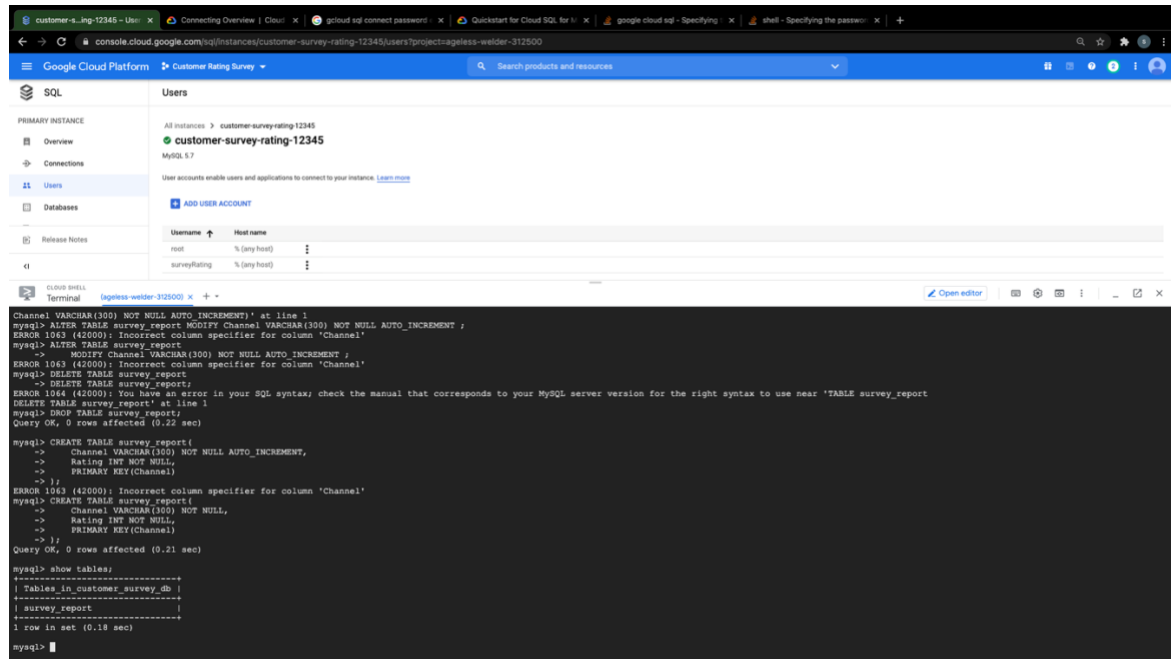 customer-s...ing-12345 – User
Connecting Overview | Cloud
gcloud sql connect password
Quickstart for Cloud SQL for M
google cloud sql - Specifying
shell - Specifying the passwor
console.cloud.google.com/sql/instances/customer-survey-rating-12345/users?project=ageless-welder-312500
Google Cloud Platform
Customer Rating Survey
Search products and resources
SQL
Users
PRIMARY INSTANCE
Overview
Connections
Users
Databases
Release Notes
All instances > customer-survey-rating-12345
customer-survey-rating-12345
MySQL 5.7
User accounts enable users and applications to connect to your instance. Learn more
ADD USER ACCOUNT
Username Host name
root % (any host)
surveyRating % (any host)
CLOUD SHELL
Terminal (ageless-welder-312500) × + Open editor
Channel VARCHAR(300) NOT NULL AUTO_INCREMENT)' at line 1
mysql> ALTER TABLE survey_report MODIFY Channel VARCHAR(300) NOT NULL AUTO_INCREMENT ;
ERROR 1063 (42000): Incorrect column specifier for column 'Channel'
mysql> ALTER TABLE survey_report
-> MODIFY Channel VARCHAR(300) NOT NULL AUTO_INCREMENT ;
ERROR 1063 (42000): Incorrect column specifier for column 'Channel'
mysql> DELETE TABLE survey_report
-> DELETE TABLE survey_report;
ERROR 1064 (42000): You have an error in your SQL syntax; check the manual that corresponds to your MySQL server version for the right syntax to use near 'TABLE survey_report
DELETE TABLE survey_report' at line 1
mysql> DROP TABLE survey_report;
Query OK, 0 rows affected (0.22 sec)
mysql> CREATE TABLE survey_report(
-> Channel VARCHAR(300) NOT NULL AUTO_INCREMENT,
-> Rating INT NOT NULL,
-> PRIMARY KEY(Channel)
-> );
ERROR 1063 (42000): Incorrect column specifier for column 'Channel'
mysql> CREATE TABLE survey_report(
-> Channel VARCHAR(300) NOT NULL,
-> Rating INT NOT NULL,
-> PRIMARY KEY(Channel)
-> );
Query OK, 0 rows affected (0.21 sec)
mysql> show tables;
+------------------------------+
| Tables_in_customer_survey_db |
+------------------------------+
| survey_report |
+------------------------------+
1 row in set (0.18 sec)
mysql>